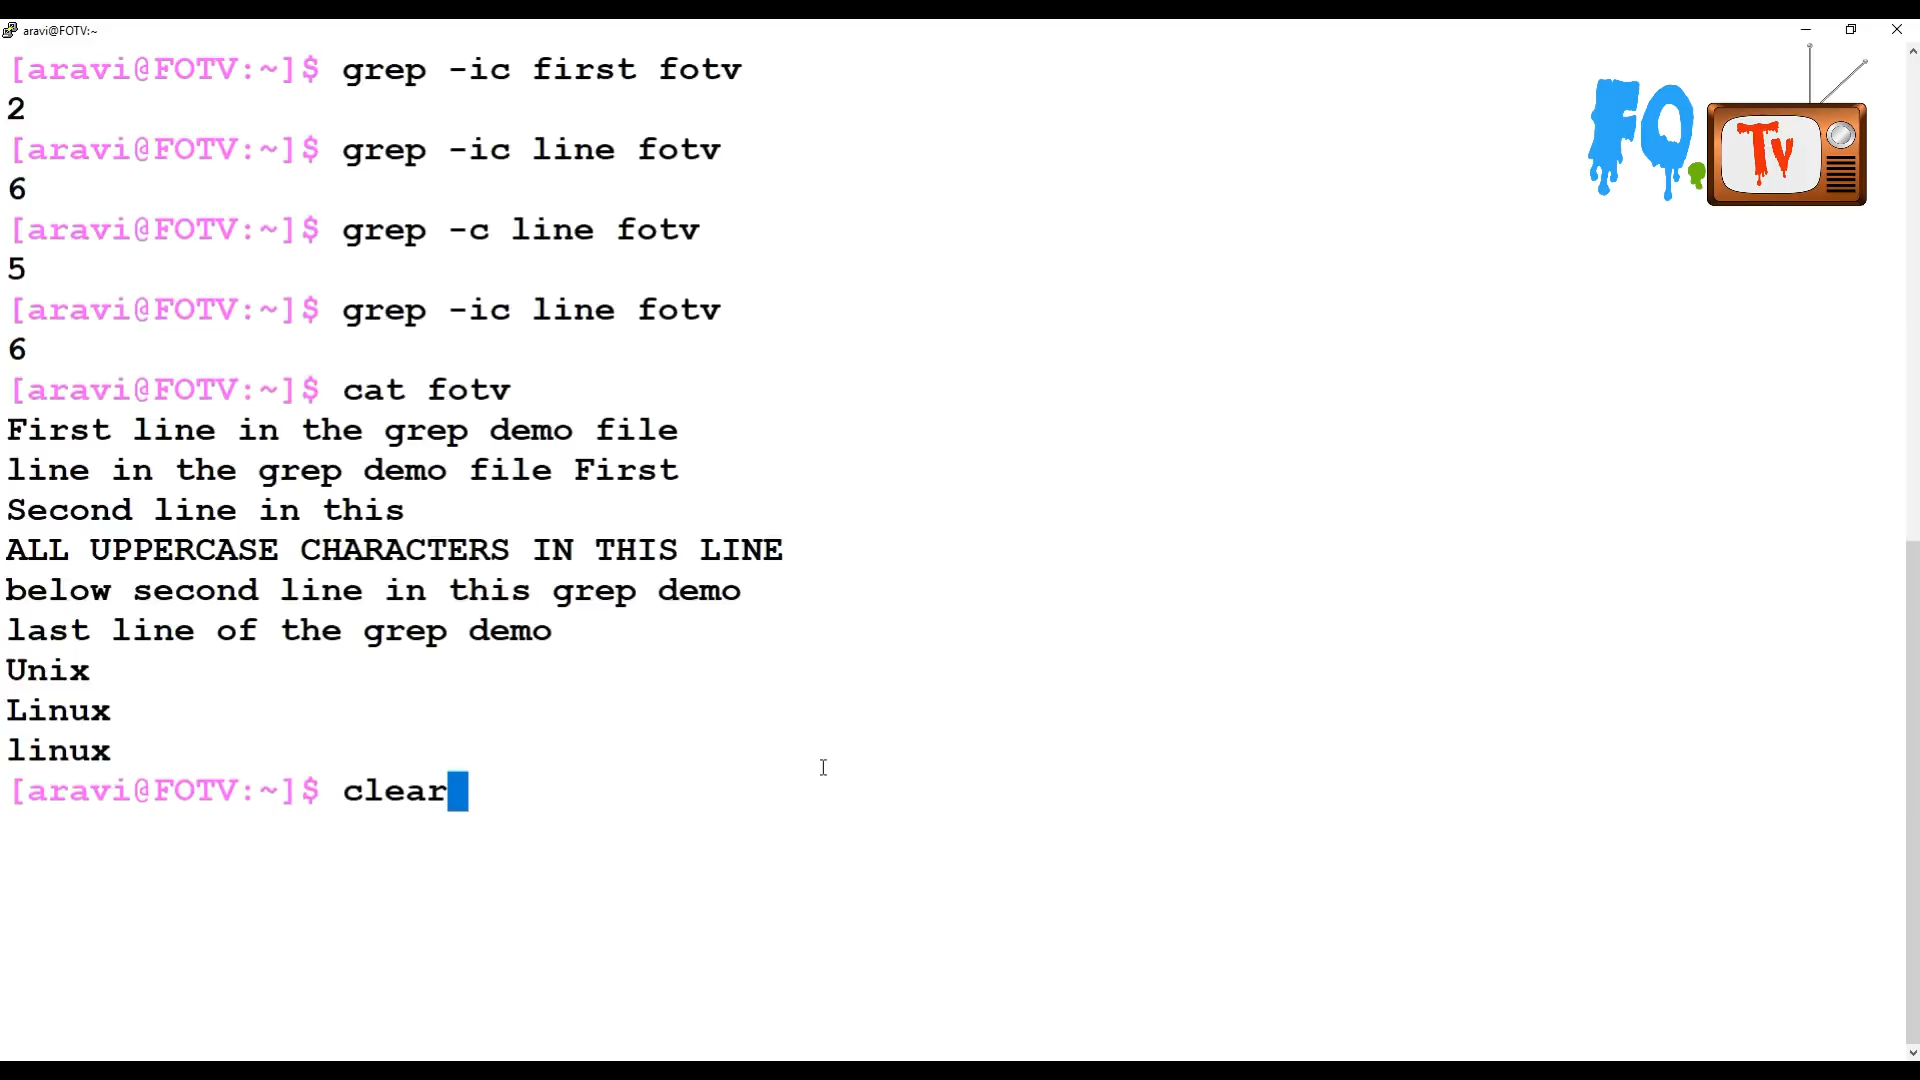 aravi@FOTV:~
[aravi@FOTV:~]$ grep -ic first fotv
2
[aravi@FOTV:~]$ grep -ic line fotv
6
[aravi@FOTV:~]$ grep -c line fotv
5
[aravi@FOTV:~]$ grep -ic line fotv
6
[aravi@FOTV:~]$ cat fotv
First line in the grep demo file
line in the grep demo file First
Second line in this
ALL UPPERCASE CHARACTERS IN THIS LINE
below second line in this grep demo
last line of the grep demo
Unix
Linux
linux
[aravi@FOTV:~]$ clear
FO.
Tv